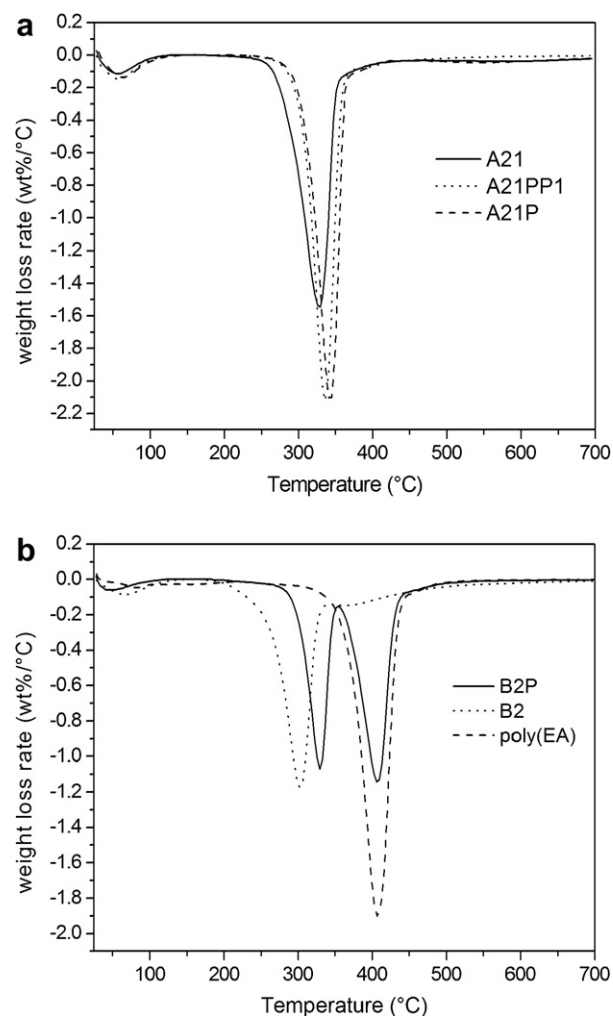 a
0.2
0.0
-0.2
-0.4
-0.6
-0.8
-1.0
-1.2
-1.4
-1.6
-1.8
-2.0
-2.2
weight loss rate (wt%/°C)
A21
A21PP1
A21P
100 200 300 400 500 600 700
Temperature (°C)
b
0.2
0.0
-0.2
-0.4
-0.6
-0.8
-1.0
-1.2
-1.4
-1.6
-1.8
-2.0
weight loss rate (wt%/°C)
B2P
B2
poly(EA)
100 200 300 400 500 600 700
Temperature (°C)